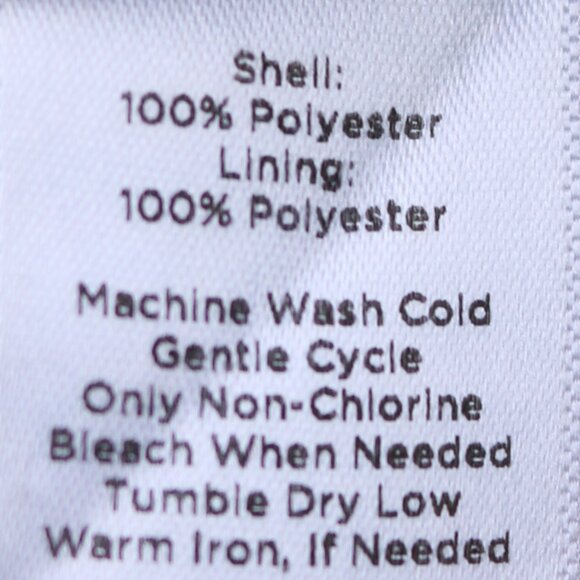 Shell:
100% Polyester
Lining:
100% Polyester
Machine Wash Cold
Gentle Cycle
Only Non-Chlorine
Bleach When Needed
Tumble Dry Low
Warm Iron, If Needed